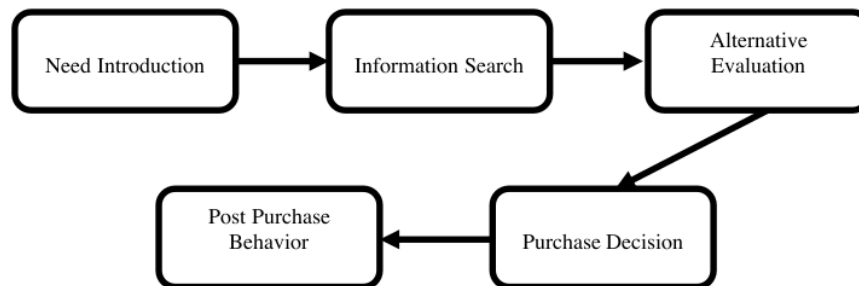 Need Introduction
Information Search
Alternative
Evaluation
Post Purchase
Behavior
Purchase Decision